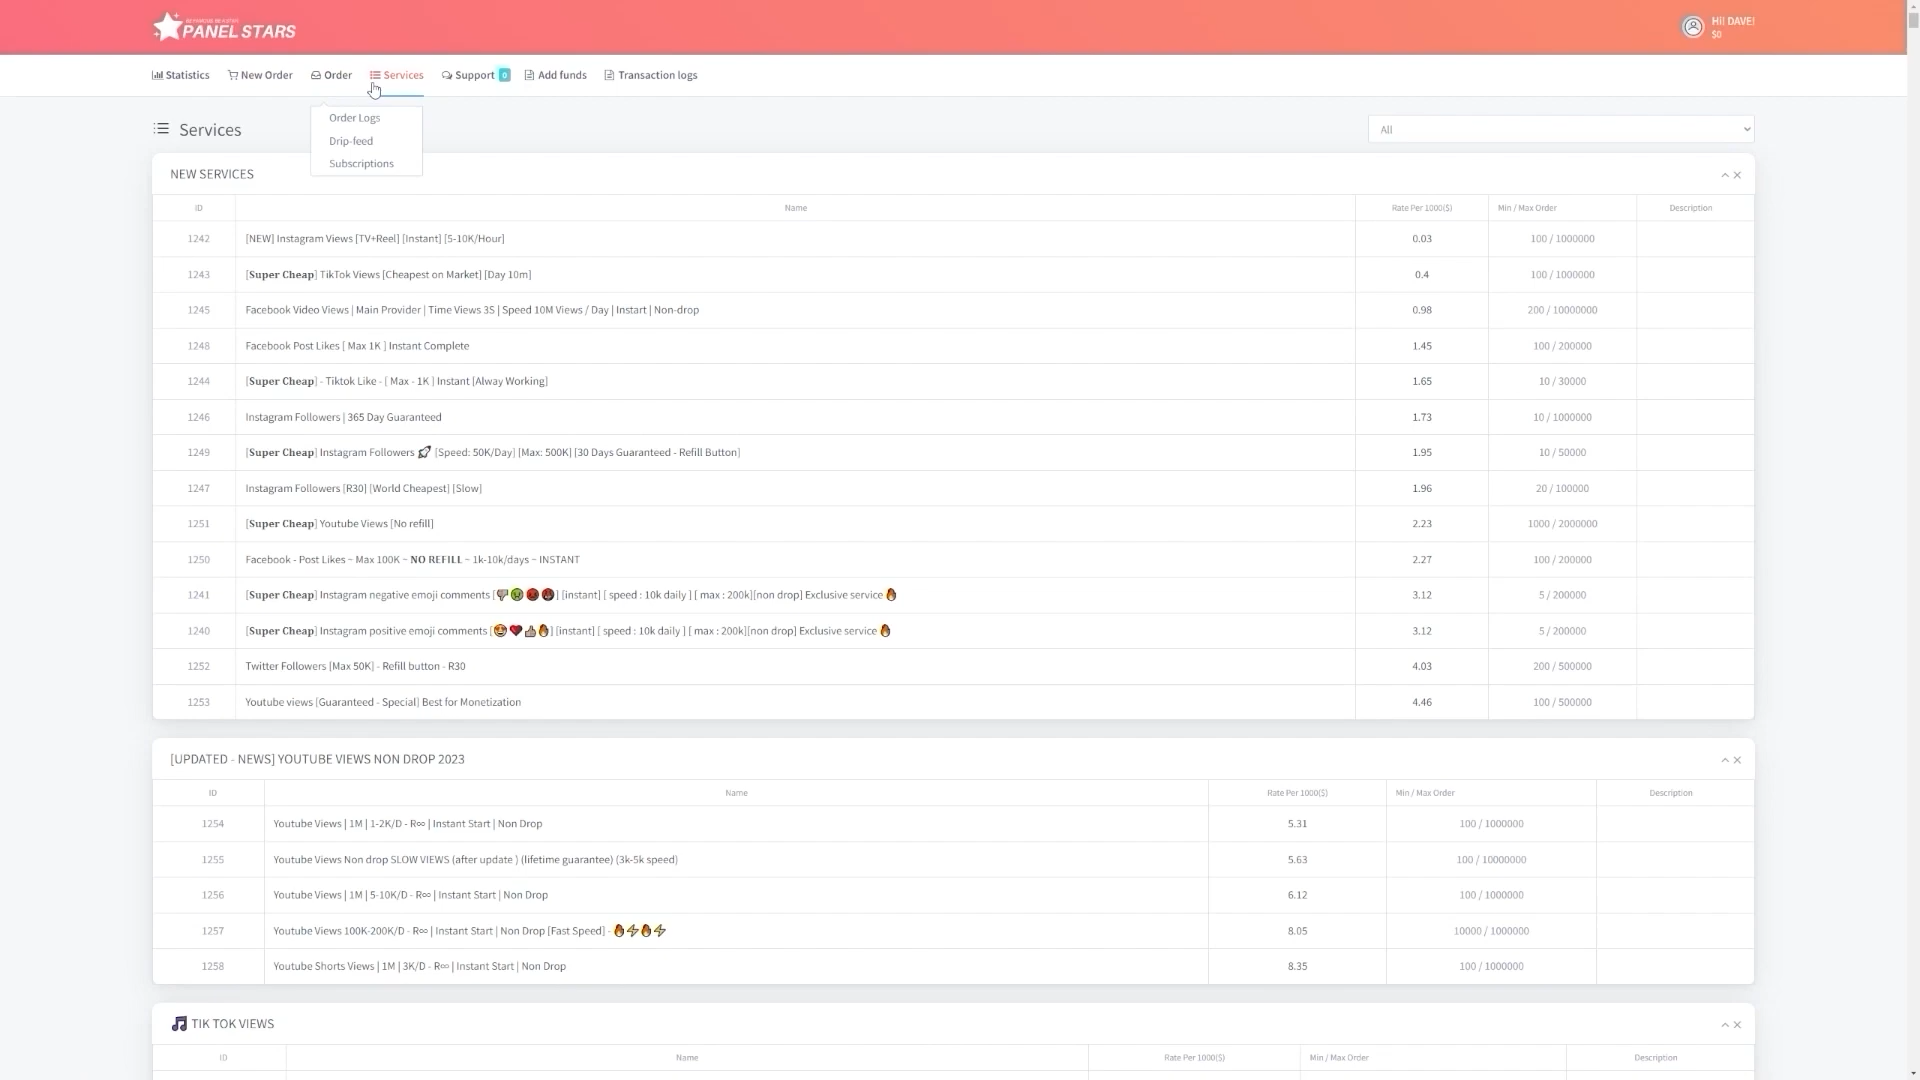 PANEL STARS
Hi! DAVE!
$0
Statistics New Order Order Services Support 0 Add funds Transaction logs
Order Logs
Drip-feed
Subscriptions
Services
All
NEW SERVICES
ID Name Rate Per 1000($) Min / Max Order Description
1242 [NEW] Instagram Views [TV+Reel] [Instant] [5-10K/Hour] 0.03 100 / 1000000
1243 [Super Cheap] TikTok Views [Cheapest on Market] [Day 10m] 0.4 100 / 1000000
1245 Facebook Video Views | Main Provider | Time Views 3S | Speed 10M Views / Day | Instart | Non-drop 0.98 200 / 10000000
1248 Facebook Post Likes [ Max 1K ] Instant Complete 1.45 100 / 200000
1244 [Super Cheap] - Tiktok Like - [ Max - 1K ] Instant [Alway Working] 1.65 10 / 30000
1246 Instagram Followers | 365 Day Guaranteed 1.73 10 / 1000000
1249 [Super Cheap] Instagram Followers 🚀 [Speed: 50K/Day] [Max: 500K] [30 Days Guaranteed - Refill Button] 1.95 10 / 50000
1247 Instagram Followers [R30] [World Cheapest] [Slow] 1.96 20 / 100000
1251 [Super Cheap] Youtube Views [No refill] 2.23 1000 / 2000000
1250 Facebook - Post Likes ~ Max 100K ~ NO REFILL ~ 1k-10k/days ~ INSTANT 2.27 100 / 200000
1241 [Super Cheap] Instagram negative emoji comments [👎🤢😡🤬] [instant] [ speed : 10k daily ] [ max : 200k][non drop] Exclusive service 🔥 3.12 5 / 200000
1240 [Super Cheap] Instagram positive emoji comments [😍❤️👍🔥] [instant] [ speed : 10k daily ] [ max : 200k][non drop] Exclusive service 🔥 3.12 5 / 200000
1252 Twitter Followers [Max 50K] - Refill button - R30 4.03 200 / 500000
1253 Youtube views [Guaranteed - Special] Best for Monetization 4.46 100 / 500000
[UPDATED - NEWS] YOUTUBE VIEWS NON DROP 2023
ID Name Rate Per 1000($) Min / Max Order Description
1254 Youtube Views | 1M | 1-2K/D - R∞ | Instant Start | Non Drop 5.31 100 / 1000000
1255 Youtube Views Non drop SLOW VIEWS (after update ) (lifetime guarantee) (3k-5k speed) 5.63 100 / 10000000
1256 Youtube Views | 1M | 5-10K/D - R∞ | Instant Start | Non Drop 6.12 100 / 1000000
1257 Youtube Views 100K-200K/D - R∞ | Instant Start | Non Drop [Fast Speed] - 🔥⚡🔥⚡ 8.05 10000 / 1000000
1258 Youtube Shorts Views | 1M | 3K/D - R∞ | Instant Start | Non Drop 8.35 100 / 1000000
🎵 TIK TOK VIEWS
ID Name Rate Per 1000($) Min / Max Order Description